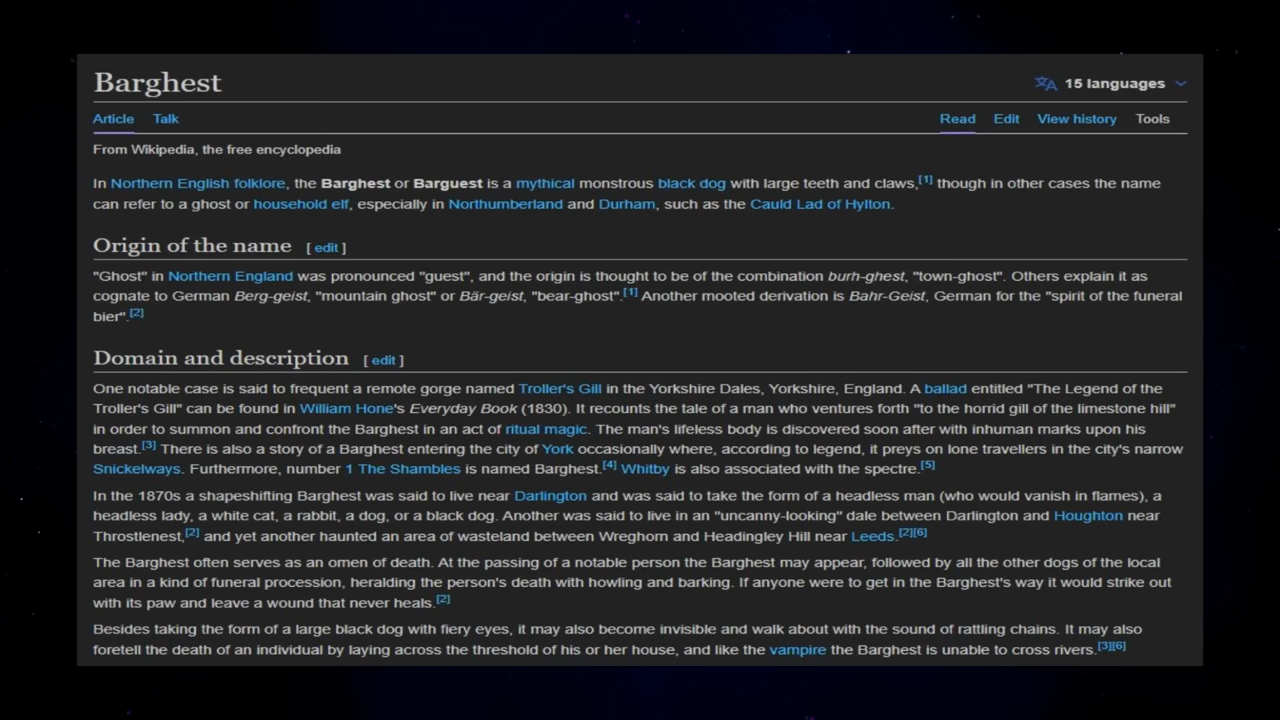 Barghest
15 languages
Article Talk Read Edit View history Tools
From Wikipedia, the free encyclopedia
In Northern English folklore, the Barghest or Barguest is a mythical monstrous black dog with large teeth and claws,[1] though in other cases the name
can refer to a ghost or household elf, especially in Northumberland and Durham, such as the Cauld Lad of Hylton.
Origin of the name [ edit ]
"Ghost" in Northern England was pronounced "guest", and the origin is thought to be of the combination burh-ghest, "town-ghost". Others explain it as
cognate to German Berg-geist, "mountain ghost" or Bär-geist, "bear-ghost".[1] Another mooted derivation is Bahr-Geist, German for the "spirit of the funeral
bier".[2]
Domain and description [ edit ]
One notable case is said to frequent a remote gorge named Troller's Gill in the Yorkshire Dales, Yorkshire, England. A ballad entitled "The Legend of the
Troller's Gill" can be found in William Hone's Everyday Book (1830). It recounts the tale of a man who ventures forth "to the horrid gill of the limestone hill"
in order to summon and confront the Barghest in an act of ritual magic. The man's lifeless body is discovered soon after with inhuman marks upon his
breast.[3] There is also a story of a Barghest entering the city of York occasionally where, according to legend, it preys on lone travellers in the city's narrow
Snickelways. Furthermore, number 1 The Shambles is named Barghest.[4] Whitby is also associated with the spectre.[5]
In the 1870s a shapeshifting Barghest was said to live near Darlington and was said to take the form of a headless man (who would vanish in flames), a
headless lady, a white cat, a rabbit, a dog, or a black dog. Another was said to live in an "uncanny-looking" dale between Darlington and Houghton near
Throstlenest,[2] and yet another haunted an area of wasteland between Wreghorn and Headingley Hill near Leeds.[2][6]
The Barghest often serves as an omen of death. At the passing of a notable person the Barghest may appear, followed by all the other dogs of the local
area in a kind of funeral procession, heralding the person's death with howling and barking. If anyone were to get in the Barghest's way it would strike out
with its paw and leave a wound that never heals.[2]
Besides taking the form of a large black dog with fiery eyes, it may also become invisible and walk about with the sound of rattling chains. It may also
foretell the death of an individual by laying across the threshold of his or her house, and like the vampire the Barghest is unable to cross rivers.[3][6]